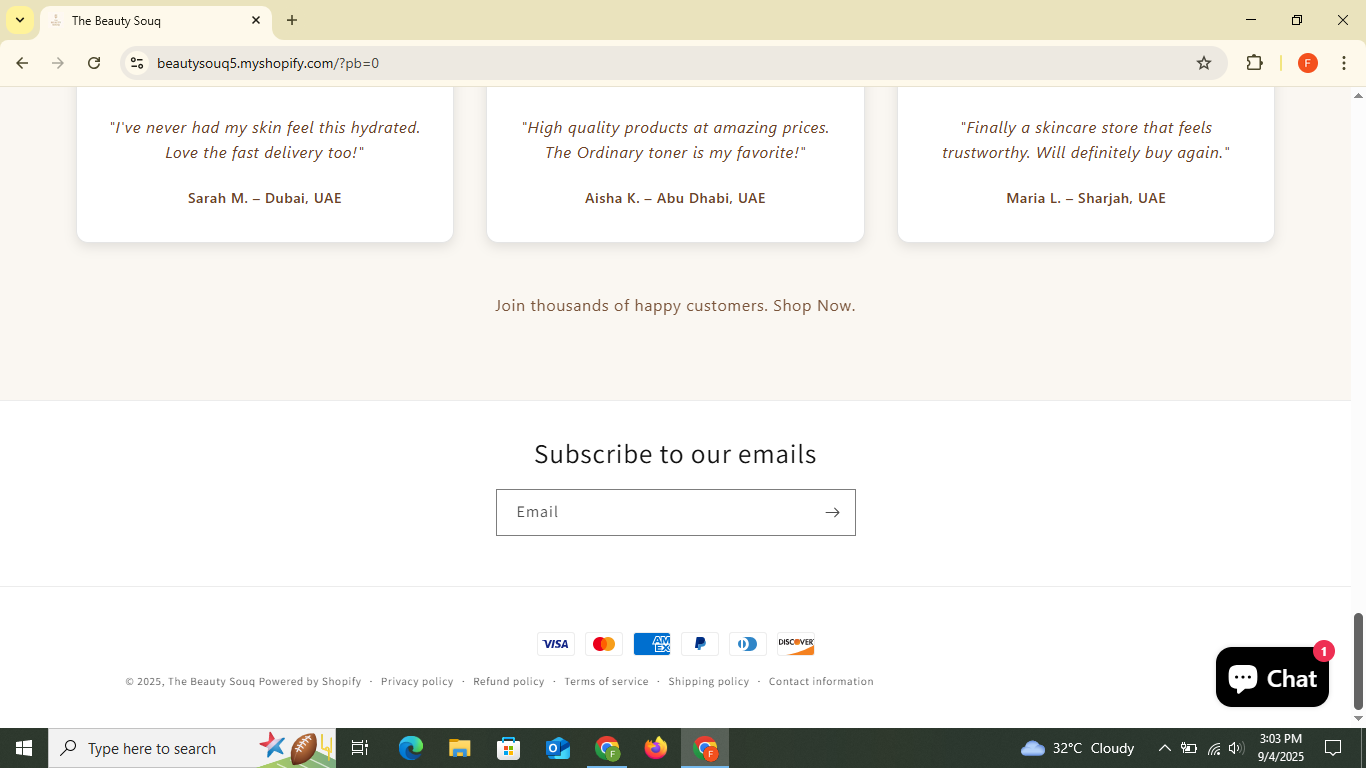 The Beauty Souq
beautysouq5.myshopify.com/?pb=0
F
"I've never had my skin feel this hydrated.
Love the fast delivery too!"
Sarah M. – Dubai, UAE
"High quality products at amazing prices.
The Ordinary toner is my favorite!"
Aisha K. – Abu Dhabi, UAE
"Finally a skincare store that feels
trustworthy. Will definitely buy again."
Maria L. – Sharjah, UAE
Join thousands of happy customers. Shop Now.
Subscribe to our emails
Email
VISA
AM
EX
DISCOVER
© 2025, The Beauty Souq Powered by Shopify · Privacy policy · Refund policy · Terms of service · Shipping policy · Contact information
Chat
1
Type here to search
32°C Cloudy
3:03 PM
9/4/2025